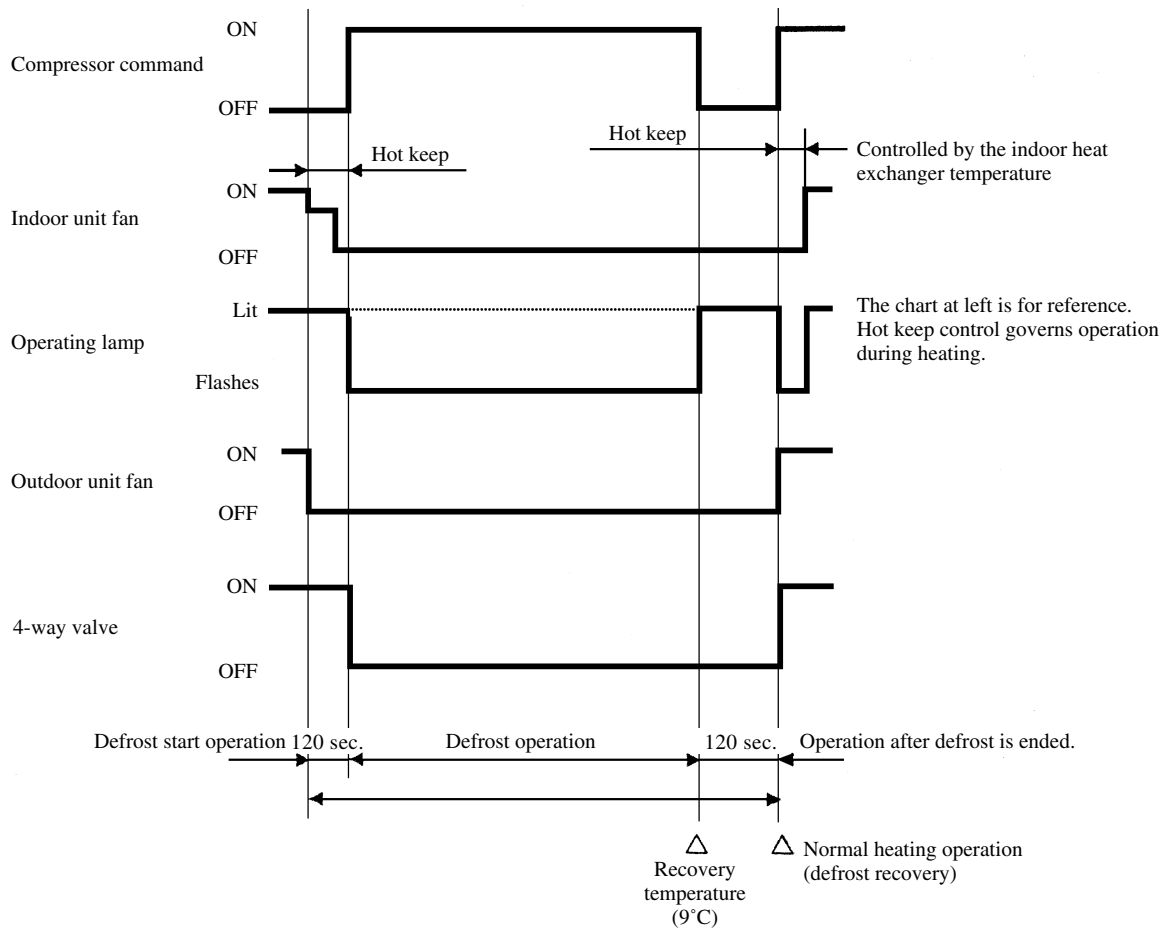 ON
Compressor command
OFF
Hot keep
Hot keep
Controlled by the indoor heat
exchanger temperature
ON
Indoor unit fan
OFF
Lit
The chart at left is for reference.
Hot keep control governs operation
during heating.
Operating lamp
Flashes
ON
Outdoor unit fan
OFF
ON
4-way valve
OFF
Defrost start operation 120 sec.
Defrost operation
120 sec.
Operation after defrost is ended.
Recovery
temperature
(9˚C)
Normal heating operation
(defrost recovery)